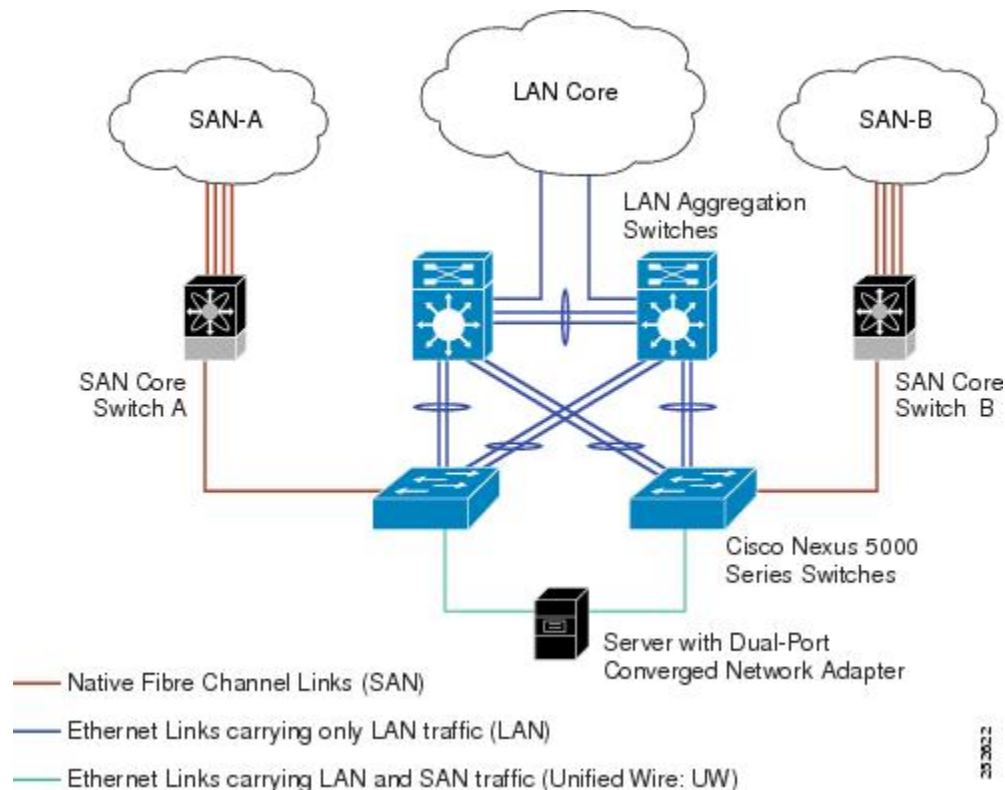 SAN-A
LAN Core
SAN-B
LAN Aggregation
Switches
SAN Core
Switch A
SAN Core
Switch B
Cisco Nexus 5000
Series Switches
Server with Dual-Port
Converged Network Adapter
Native Fibre Channel Links (SAN)
Ethernet Links carrying only LAN traffic (LAN)
Ethernet Links carrying LAN and SAN traffic (Unified Wire: UW)